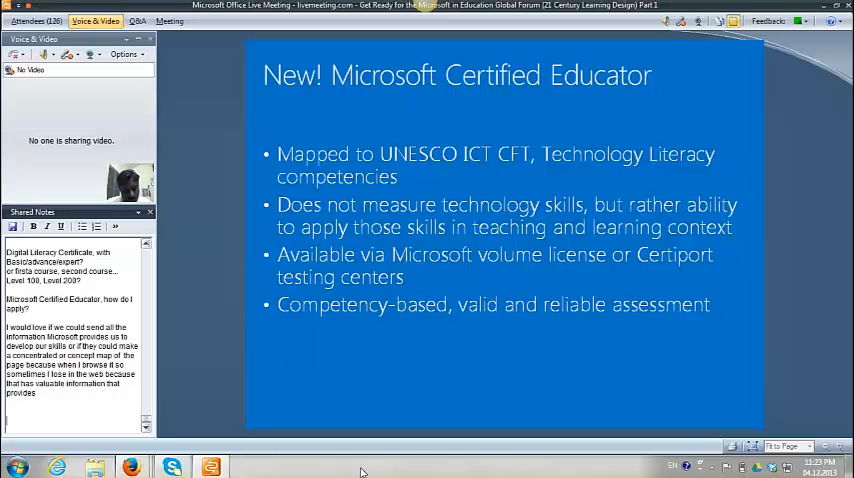 Microsoft Office Live Meeting - livemeeting.com - Get Ready for the Microsoft in Education Global Forum (21 Century Learning Design) Part 1
Attendees (126)
Voice & Video
Q&A
Meeting
Feedback:
Voice & Video
Options
No Video
No one is sharing video.
Shared Notes
B I U
Digital Literacy Certificate, with
Basic/advance/expert?
or firsta course, second course...
Level 100, Level 200?
Microsoft Certified Educator, how do I
apply?
I would love if we could send all the
information Microsoft provides us to
develop our skills or if they could make
a concentrated or concept map of the
page because when I browse it so
sometimes I lose in the web because
that has valuable information that
provides
New! Microsoft Certified Educator
• Mapped to UNESCO ICT CFT, Technology Literacy
competencies
• Does not measure technology skills, but rather ability
to apply those skills in teaching and learning context
• Available via Microsoft volume license or Certiport
testing centers
• Competency-based, valid and reliable assessment
Fit to Page
EN
11:23 PM
04.12.2013